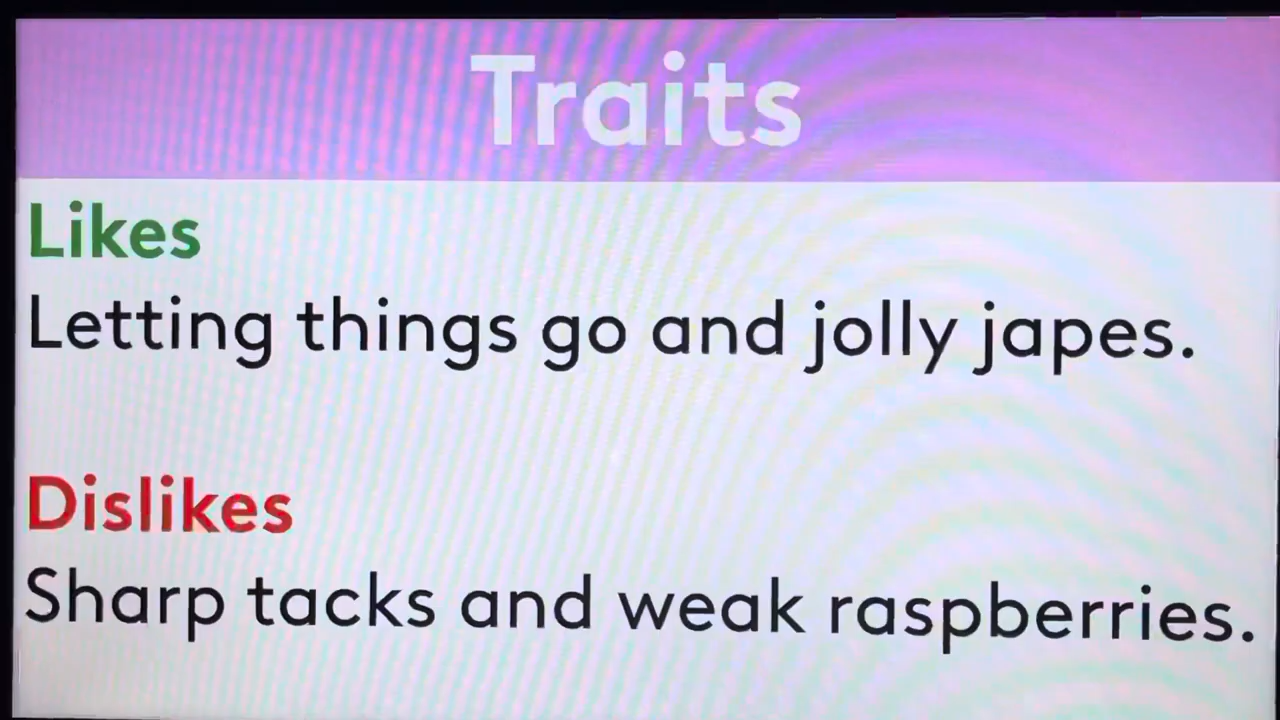 Traits
Likes
Letting things go and jolly japes.
Dislikes
Sharp tacks and weak raspberries.